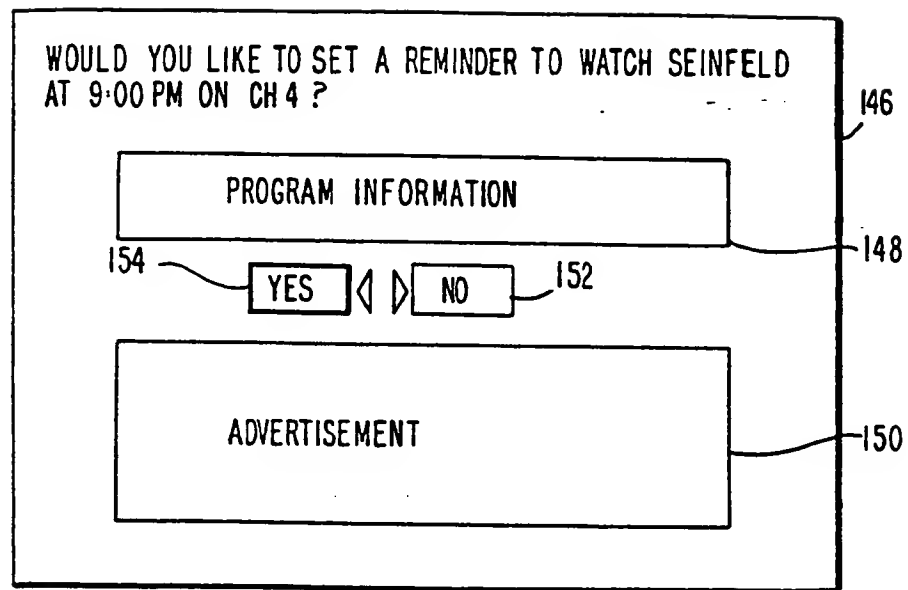 WOULD YOU LIKE TO SET A REMINDER TO WATCH SEINFELD
AT 9:00 PM ON CH 4 ?
146
PROGRAM INFORMATION
148
154
YES
NO
152
ADVERTISEMENT
150